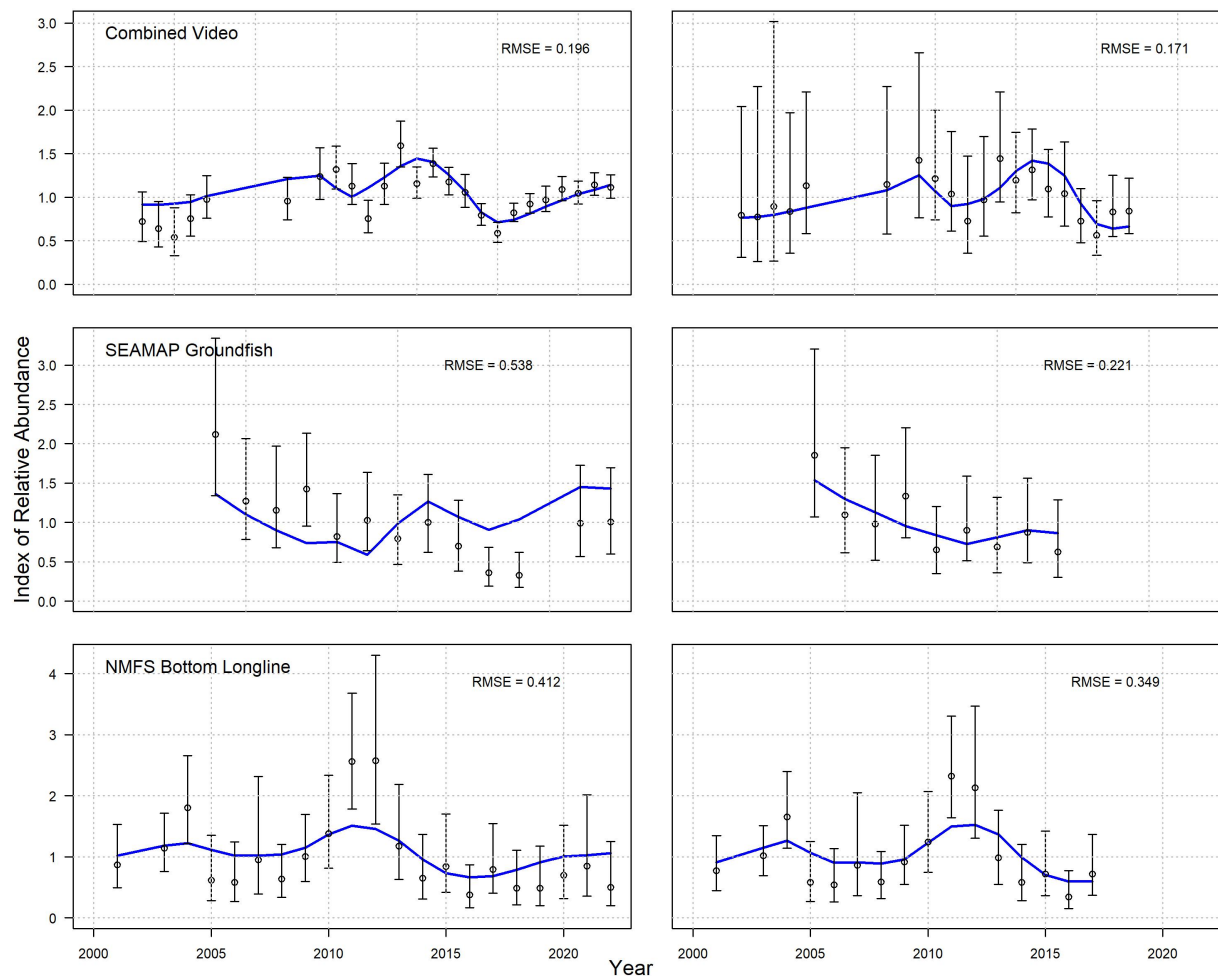 Combined Video
RMSE = 0.196
RMSE = 0.171
3.0
2.5
2.0
1.5
1.0
0.5
0.0
SEAMAP Groundfish
RMSE = 0.538
RMSE = 0.221
3.0
2.5
2.0
1.5
1.0
0.5
0.0
Index of Relative Abundance
NMFS Bottom Longline
RMSE = 0.412
RMSE = 0.349
4
3
2
1
0
2000 2005 2010 2015 2020 2000 2005 2010 2015 2020
Year